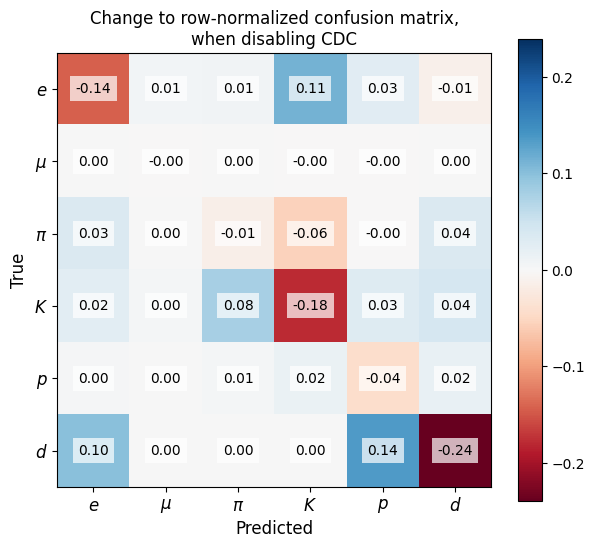 Change to row-normalized confusion matrix,
when disabling CDC
e -0.14 0.01 0.01 0.11 0.03 -0.01
μ 0.00 -0.00 0.00 -0.00 -0.00 0.00
π 0.03 0.00 -0.01 -0.06 -0.00 0.04
K 0.02 0.00 0.08 -0.18 0.03 0.04
p 0.00 0.00 0.01 0.02 -0.04 0.02
d 0.10 0.00 0.00 0.00 0.14 -0.24
e μ π K p d
Predicted
True
0.2
0.1
0.0
−0.1
−0.2